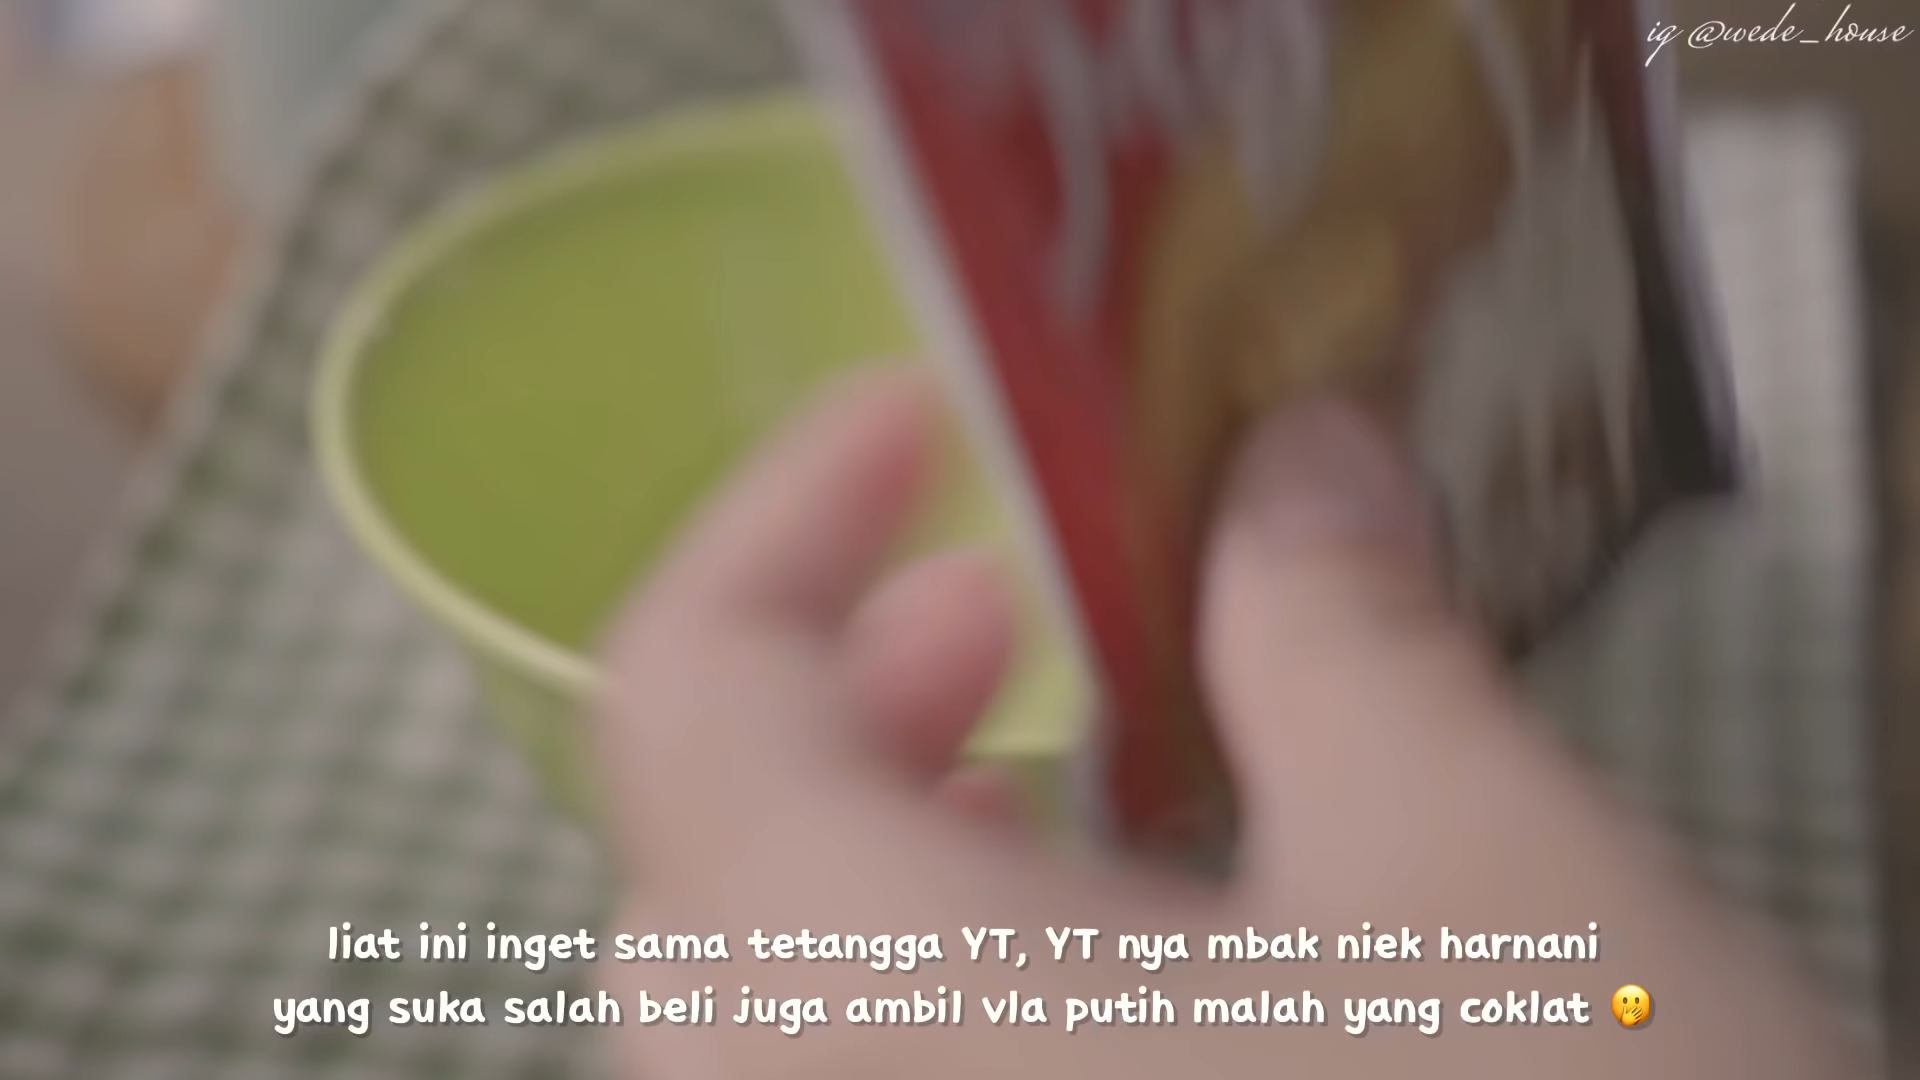 ig @wede_house
liat ini inget sama tetangga YT, YT nya mbak niek harnani
yang suka salah beli juga ambil vla putih malah yang coklat 🤭